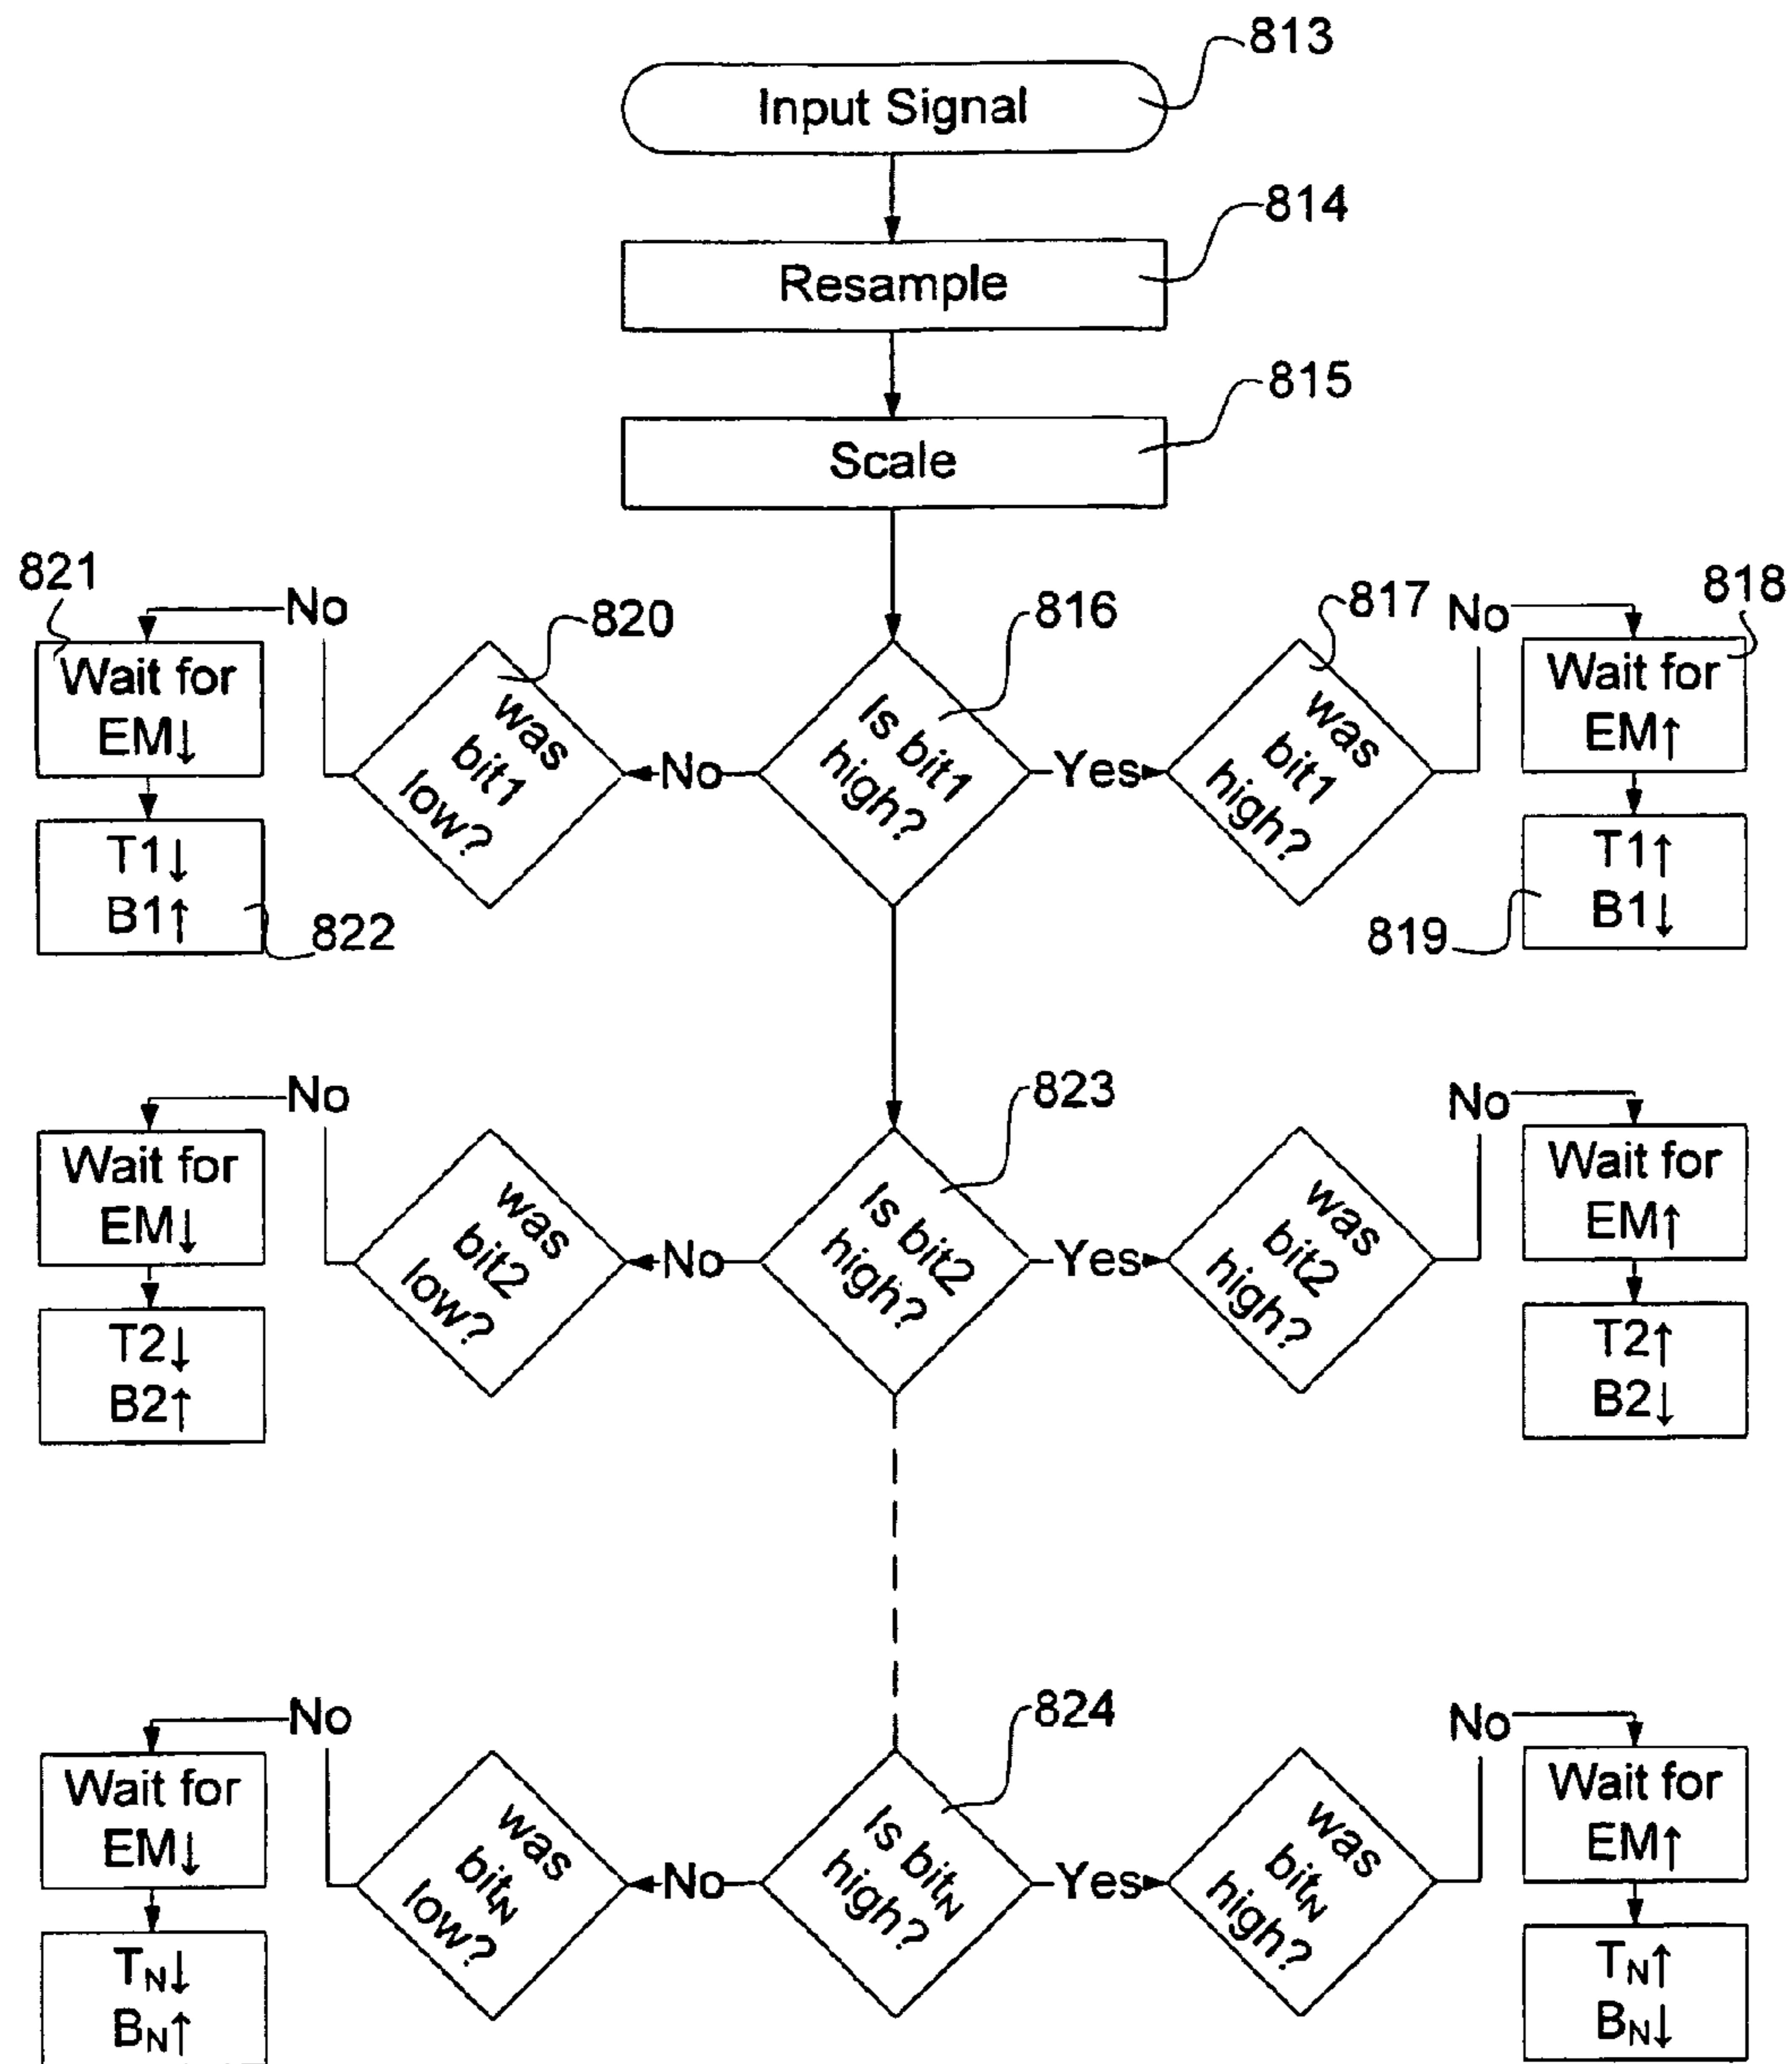 813
Input Signal
814
Resample
815
Scale
821
No
820
816
817
No
818
Wait for
EM↓
was
bit1
low?
No
Is bit1
high?
Yes
was
bit1
high?
Wait for
EM↑
T1↓
B1↑
822
819
T1↑
B1↓
No
823
No
Wait for
EM↓
was
bit2
low?
No
Is bit2
high?
Yes
was
bit2
high?
Wait for
EM↑
T2↓
B2↑
T2↑
B2↓
No
824
No
Wait for
EM↓
was
bitN
low?
No
Is bitN
high?
Yes
was
bitN
high?
Wait for
EM↑
TN↓
BN↑
TN↑
BN↓